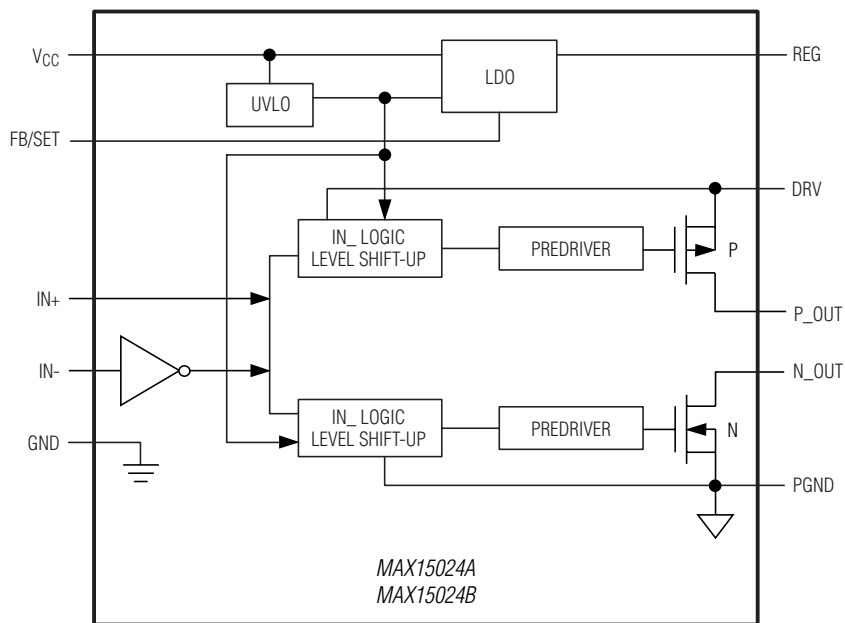 VCC
REG
LDO
UVLO
FB/SET
DRV
IN_ LOGIC
LEVEL SHIFT-UP
PREDRIVER
P
IN+
P_OUT
IN-
N_OUT
IN_ LOGIC
LEVEL SHIFT-UP
PREDRIVER
N
GND
PGND
MAX15024A
MAX15024B